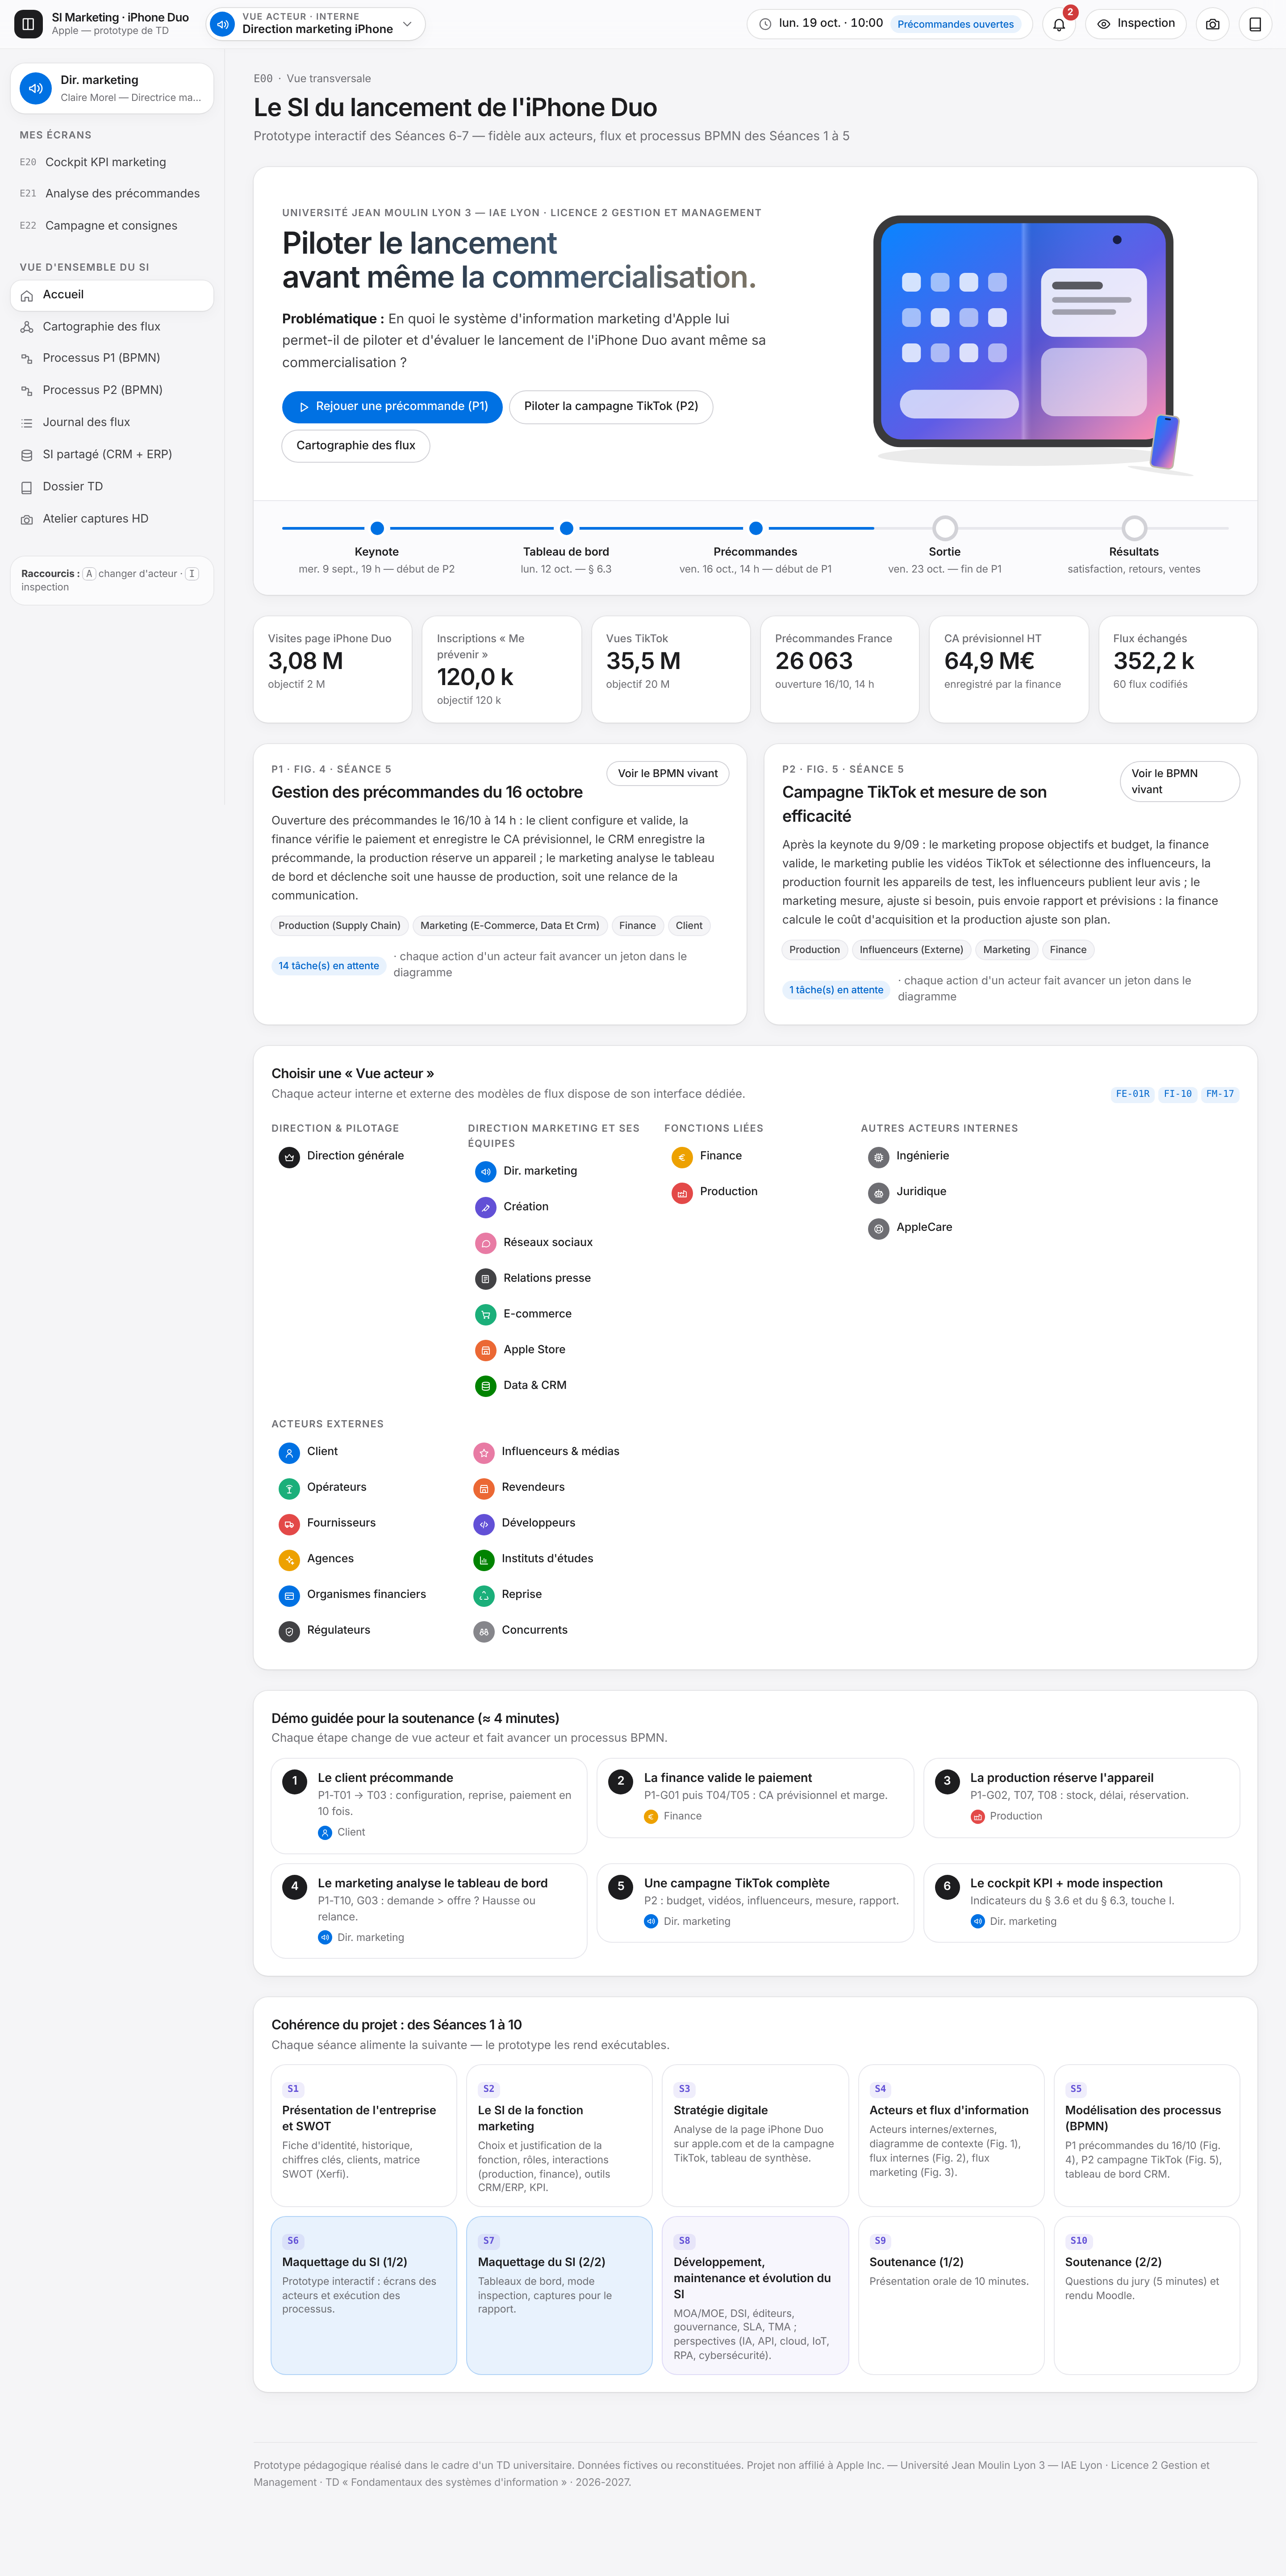 SI Marketing · iPhone Duo
Apple — prototype de TD
VUE ACTEUR · INTERNE
Direction marketing iPhone
lun. 19 oct. · 10:00
Précommandes ouvertes
2
Inspection
Dir. marketing
Claire Morel — Directrice ma...
MES ÉCRANS
E20 Cockpit KPI marketing
E21 Analyse des précommandes
E22 Campagne et consignes
VUE D'ENSEMBLE DU SI
Accueil
Cartographie des flux
Processus P1 (BPMN)
Processus P2 (BPMN)
Journal des flux
SI partagé (CRM + ERP)
Dossier TD
Atelier captures HD
Raccourcis : A changer d'acteur · I
inspection
E00 · Vue transversale
Le SI du lancement de l'iPhone Duo
Prototype interactif des Séances 6-7 — fidèle aux acteurs, flux et processus BPMN des Séances 1 à 5
UNIVERSITÉ JEAN MOULIN LYON 3 — IAE LYON · LICENCE 2 GESTION ET MANAGEMENT
Piloter le lancement
avant même la commercialisation.
Problématique : En quoi le système d'information marketing d'Apple lui
permet-il de piloter et d'évaluer le lancement de l'iPhone Duo avant même sa
commercialisation ?
Rejouer une précommande (P1)
Piloter la campagne TikTok (P2)
Cartographie des flux
Keynote
mer. 9 sept., 19 h — début de P2
Tableau de bord
lun. 12 oct. — § 6.3
Précommandes
ven. 16 oct., 14 h — début de P1
Sortie
ven. 23 oct. — fin de P1
Résultats
satisfaction, retours, ventes
Visites page iPhone Duo
3,08 M
objectif 2 M
Inscriptions « Me
prévenir »
120,0 k
objectif 120 k
Vues TikTok
35,5 M
objectif 20 M
Précommandes France
26 063
ouverture 16/10, 14 h
CA prévisionnel HT
64,9 M€
enregistré par la finance
Flux échangés
352,2 k
60 flux codifiés
P1 · FIG. 4 · SÉANCE 5
Gestion des précommandes du 16 octobre
Voir le BPMN vivant
Ouverture des précommandes le 16/10 à 14 h : le client configure et valide, la
finance vérifie le paiement et enregistre le CA prévisionnel, le CRM enregistre la
précommande, la production réserve un appareil ; le marketing analyse le tableau
de bord et déclenche soit une hausse de production, soit une relance de la
communication.
Production (Supply Chain)
Marketing (E-Commerce, Data Et Crm)
Finance
Client
14 tâche(s) en attente
· chaque action d'un acteur fait avancer un jeton dans le
diagramme
P2 · FIG. 5 · SÉANCE 5
Campagne TikTok et mesure de son
efficacité
Voir le BPMN
vivant
Après la keynote du 9/09 : le marketing propose objectifs et budget, la finance
valide, le marketing publie les vidéos TikTok et sélectionne des influenceurs, la
production fournit les appareils de test, les influenceurs publient leur avis ; le
marketing mesure, ajuste si besoin, puis envoie rapport et prévisions : la finance
calcule le coût d'acquisition et la production ajuste son plan.
Production
Influenceurs (Externe)
Marketing
Finance
1 tâche(s) en attente
· chaque action d'un acteur fait avancer un jeton dans le
diagramme
Choisir une « Vue acteur »
Chaque acteur interne et externe des modèles de flux dispose de son interface dédiée.
FE-01R FI-10 FM-17
DIRECTION & PILOTAGE
Direction générale
DIRECTION MARKETING ET SES
ÉQUIPES
Dir. marketing
Création
Réseaux sociaux
Relations presse
E-commerce
Apple Store
Data & CRM
FONCTIONS LIÉES
Finance
Production
AUTRES ACTEURS INTERNES
Ingénierie
Juridique
AppleCare
ACTEURS EXTERNES
Client
Influenceurs & médias
Opérateurs
Revendeurs
Fournisseurs
Développeurs
Agences
Instituts d'études
Organismes financiers
Reprise
Régulateurs
Concurrents
Démo guidée pour la soutenance (≈ 4 minutes)
Chaque étape change de vue acteur et fait avancer un processus BPMN.
1
Le client précommande
P1-T01 → T03 : configuration, reprise, paiement en
10 fois.
Client
2
La finance valide le paiement
P1-G01 puis T04/T05 : CA prévisionnel et marge.
Finance
3
La production réserve l'appareil
P1-G02, T07, T08 : stock, délai, réservation.
Production
4
Le marketing analyse le tableau de bord
P1-T10, G03 : demande > offre ? Hausse ou
relance.
Dir. marketing
5
Une campagne TikTok complète
P2 : budget, vidéos, influenceurs, mesure, rapport.
Dir. marketing
6
Le cockpit KPI + mode inspection
Indicateurs du § 3.6 et du § 6.3, touche I.
Dir. marketing
Cohérence du projet : des Séances 1 à 10
Chaque séance alimente la suivante — le prototype les rend exécutables.
S1
Présentation de l'entreprise
et SWOT
Fiche d'identité, historique,
chiffres clés, clients, matrice
SWOT (Xerfi).
S2
Le SI de la fonction
marketing
Choix et justification de la
fonction, rôles, interactions
(production, finance), outils
CRM/ERP, KPI.
S3
Stratégie digitale
Analyse de la page iPhone Duo
sur apple.com et de la campagne
TikTok, tableau de synthèse.
S4
Acteurs et flux d'information
Acteurs internes/externes,
diagramme de contexte (Fig. 1),
flux internes (Fig. 2), flux
marketing (Fig. 3).
S5
Modélisation des processus
(BPMN)
P1 précommandes du 16/10 (Fig.
4), P2 campagne TikTok (Fig. 5),
tableau de bord CRM.
S6
Maquettage du SI (1/2)
Prototype interactif : écrans des
acteurs et exécution des
processus.
S7
Maquettage du SI (2/2)
Tableaux de bord, mode
inspection, captures pour le
rapport.
S8
Développement,
maintenance et évolution du
SI
MOA/MOE, DSI, éditeurs,
gouvernance, SLA, TMA ;
perspectives (IA, API, cloud, IoT,
RPA, cybersécurité).
S9
Soutenance (1/2)
Présentation orale de 10 minutes.
S10
Soutenance (2/2)
Questions du jury (5 minutes) et
rendu Moodle.
Prototype pédagogique réalisé dans le cadre d'un TD universitaire. Données fictives ou reconstituées. Projet non affilié à Apple Inc. — Université Jean Moulin Lyon 3 — IAE Lyon · Licence 2 Gestion et
Management · TD « Fondamentaux des systèmes d'information » · 2026-2027.